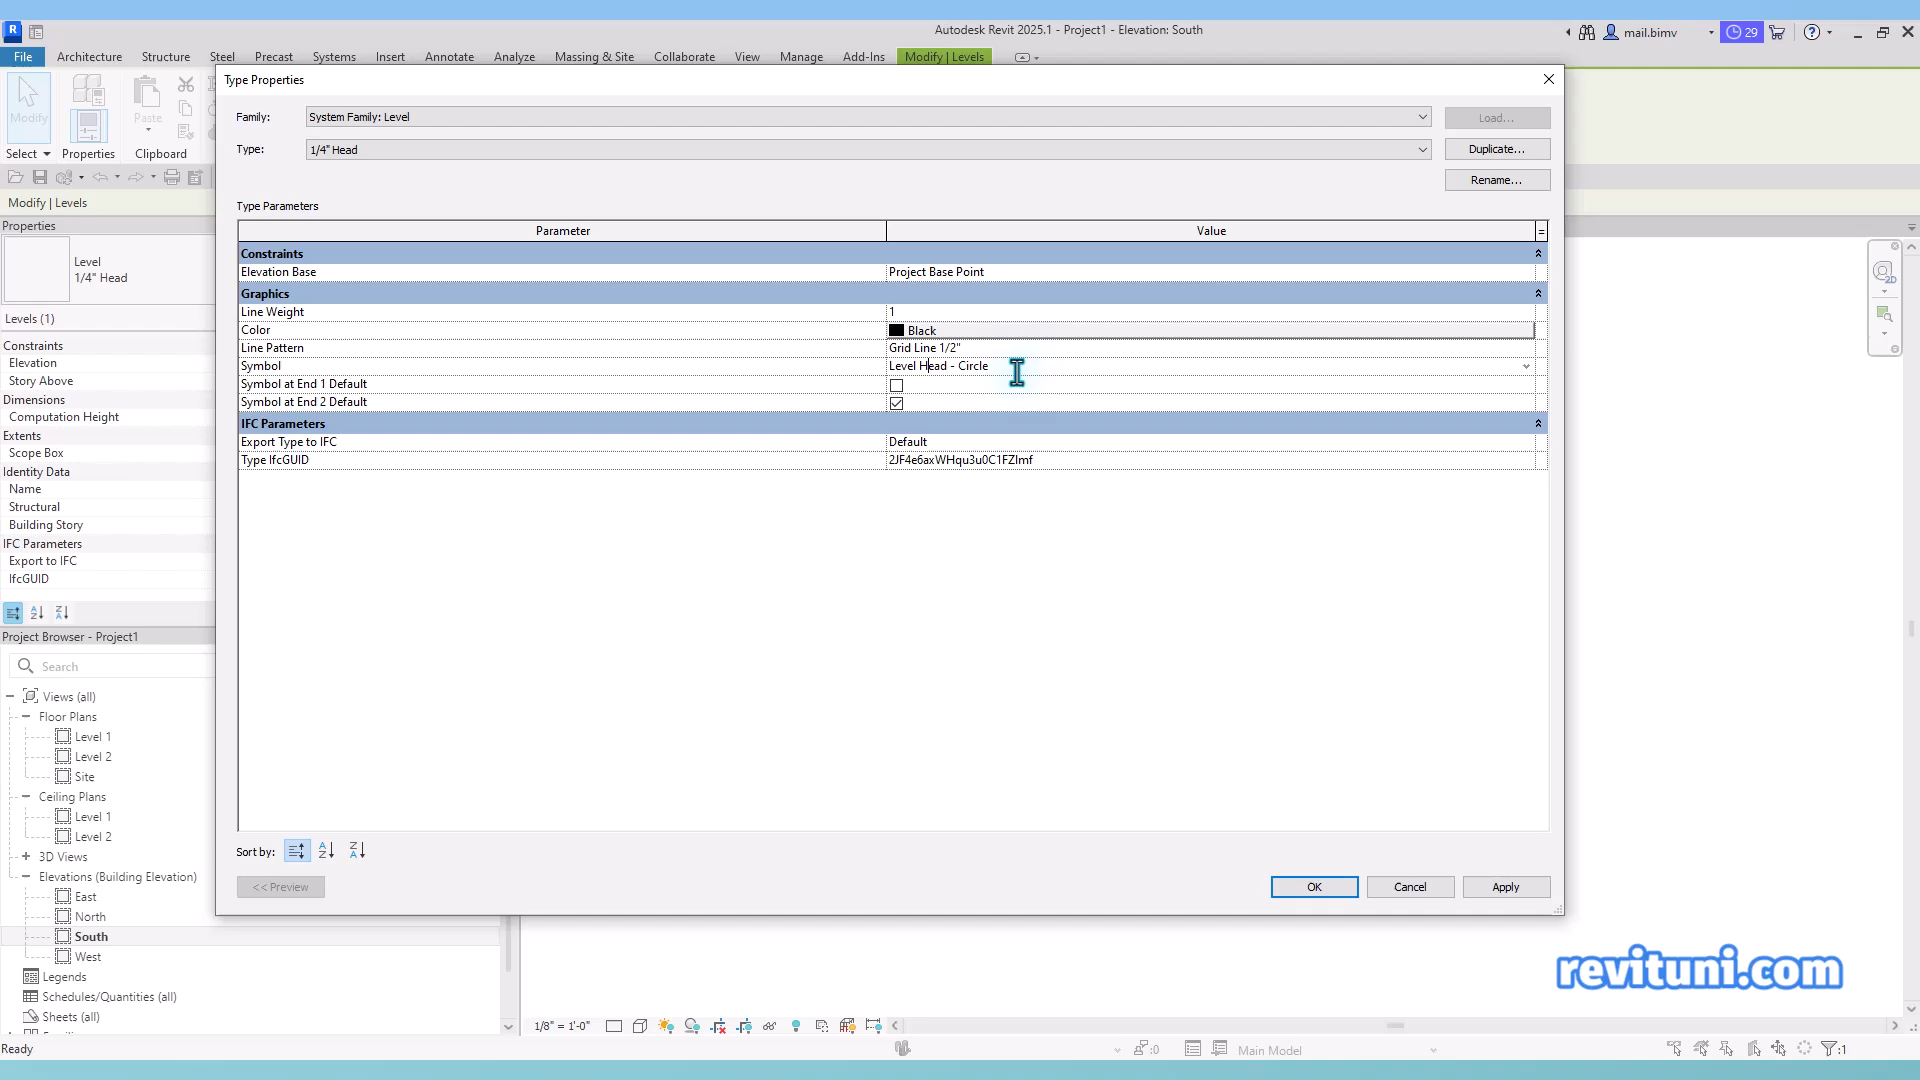 Autodesk Revit 2025.1 - Project1 - Elevation: South
mail.bimv
29
File Architecture Structure Steel Precast Systems Insert Annotate Analyze Massing & Site Collaborate View Manage Add-Ins Modify | Levels
Modify
Paste
Select Properties Clipboard
Modify | Levels
Properties
Level
1/4" Head
Levels (1)
Constraints
Elevation
Story Above
Dimensions
Computation Height
Extents
Scope Box
Identity Data
Name
Structural
Building Story
IFC Parameters
Export to IFC
IfcGUID
Project Browser - Project1
Search
Views (all)
Floor Plans
Level 1
Level 2
Site
Ceiling Plans
Level 1
Level 2
3D Views
Elevations (Building Elevation)
East
North
South
West
Legends
Schedules/Quantities (all)
Sheets (all)
Type Properties
Family: System Family: Level Load...
Type: 1/4" Head Duplicate...
Rename...
Type Parameters
Parameter Value =
Constraints
Elevation Base Project Base Point
Graphics
Line Weight 1
Color Black
Line Pattern Grid Line 1/2"
Symbol Level Head - Circle
Symbol at End 1 Default
Symbol at End 2 Default
IFC Parameters
Export Type to IFC Default
Type IfcGUID 2JF4e6axWHqu3u0C1FZImf
Sort by:
<< Preview OK Cancel Apply
revituni.com
1/8" = 1'-0"
Ready
:0
Main Model
:1